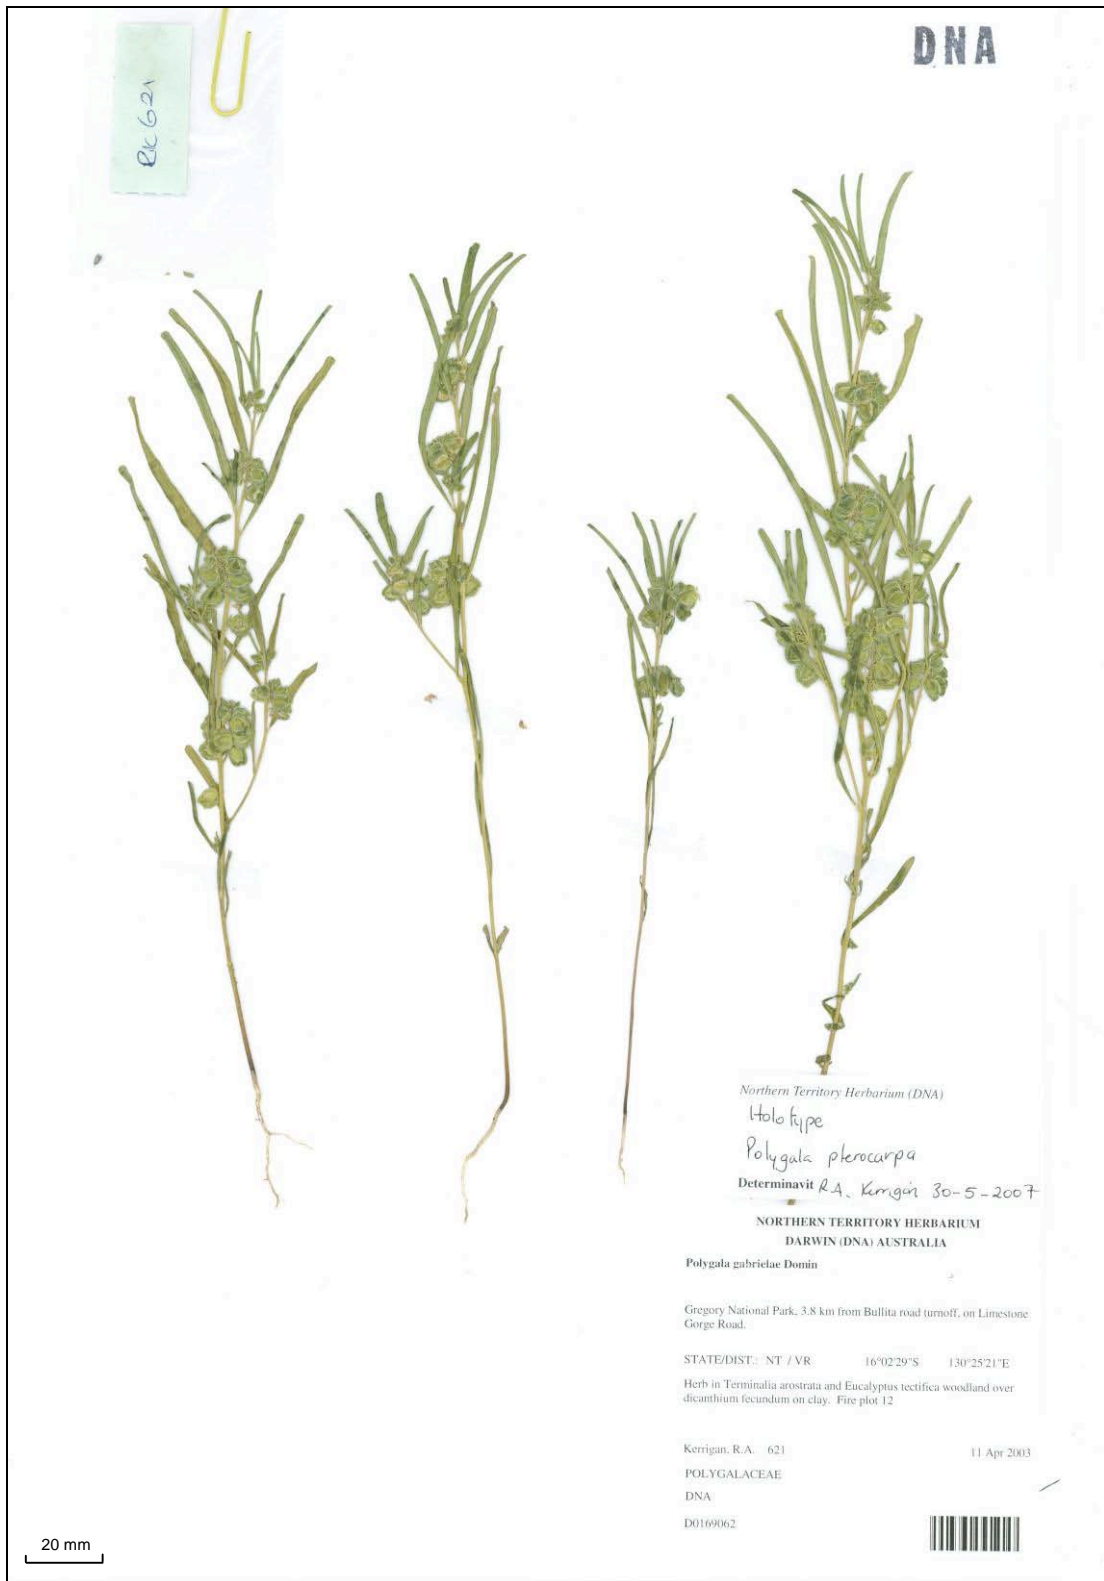 DNA
RK621
Northern Territory Herbarium (DNA)
Holotype
Polygala pterocarpa
Determinavit R.A. Kerrigan 30-5-2007
NORTHERN TERRITORY HERBARIUM
DARWIN (DNA) AUSTRALIA
Polygala gabrielae Domin
Gregory National Park, 3.8 km from Bullita road turnoff, on Limestone
Gorge Road.
STATE/DIST.: NT / VR 16°02'29"S 130°25'21"E
Herb in Terminalia arostrata and Eucalyptus tectifica woodland over
dicanthium fecundum on clay. Fire plot 12
Kerrigan, R.A. 621 11 Apr 2003
POLYGALACEAE
DNA
D0169062
20 mm